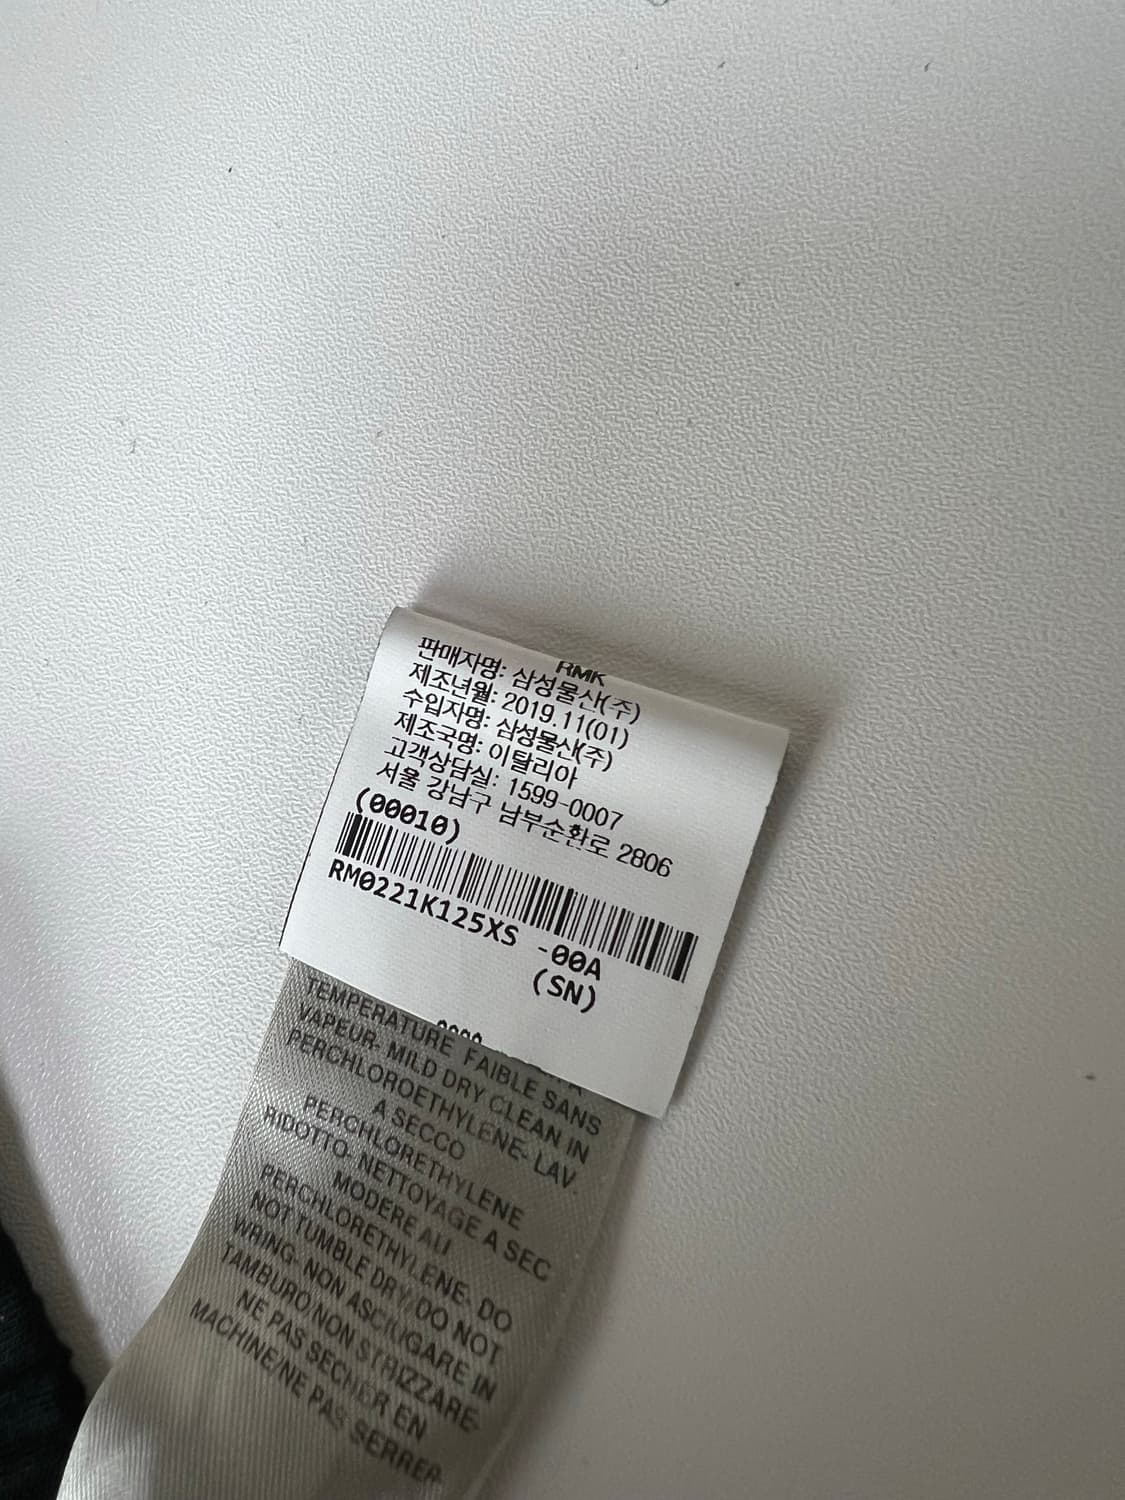 RMK
판매자명: 삼성물산(주)
제조년월: 2019.11(01)
수입자명: 삼성물산(주)
제조국명: 이탈리아
고객상담실: 1599-0007
서울 강남구 남부순환로 2806
(00010)
RM0221K125XS -00A
(SN)
TEMPERATURE FAIBLE SANS
VAPEUR. MILD DRY CLEAN IN
PERCHLOROETHYLENE- LAV.
A SECCO
PERCHLORETHYLENE
RIDOTTO- NETTOYAGE A SEC
MODERE AU
PERCHLORETHYLENE- DO
NOT TUMBLE DRY/DO NOT
WRING- NON ASCIUGARE IN
TAMBURO/NON STRIZZARE-
NE PAS SECHER EN
MACHINE/NE PAS SERRER